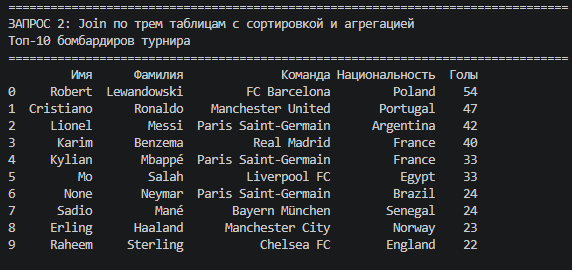 ================================================================================
ЗАПРОС 2: Join по трем таблицам с сортировкой и агрегацией
Топ-10 бомбардиров турнира
================================================================================
Имя Фамилия Команда Национальность Голы
0 Robert Lewandowski FC Barcelona Poland 54
1 Cristiano Ronaldo Manchester United Portugal 47
2 Lionel Messi Paris Saint-Germain Argentina 42
3 Karim Benzema Real Madrid France 40
4 Kylian Mbappé Paris Saint-Germain France 33
5 Mo Salah Liverpool FC Egypt 33
6 None Neymar Paris Saint-Germain Brazil 24
7 Sadio Mané Bayern München Senegal 24
8 Erling Haaland Manchester City Norway 23
9 Raheem Sterling Chelsea FC England 22